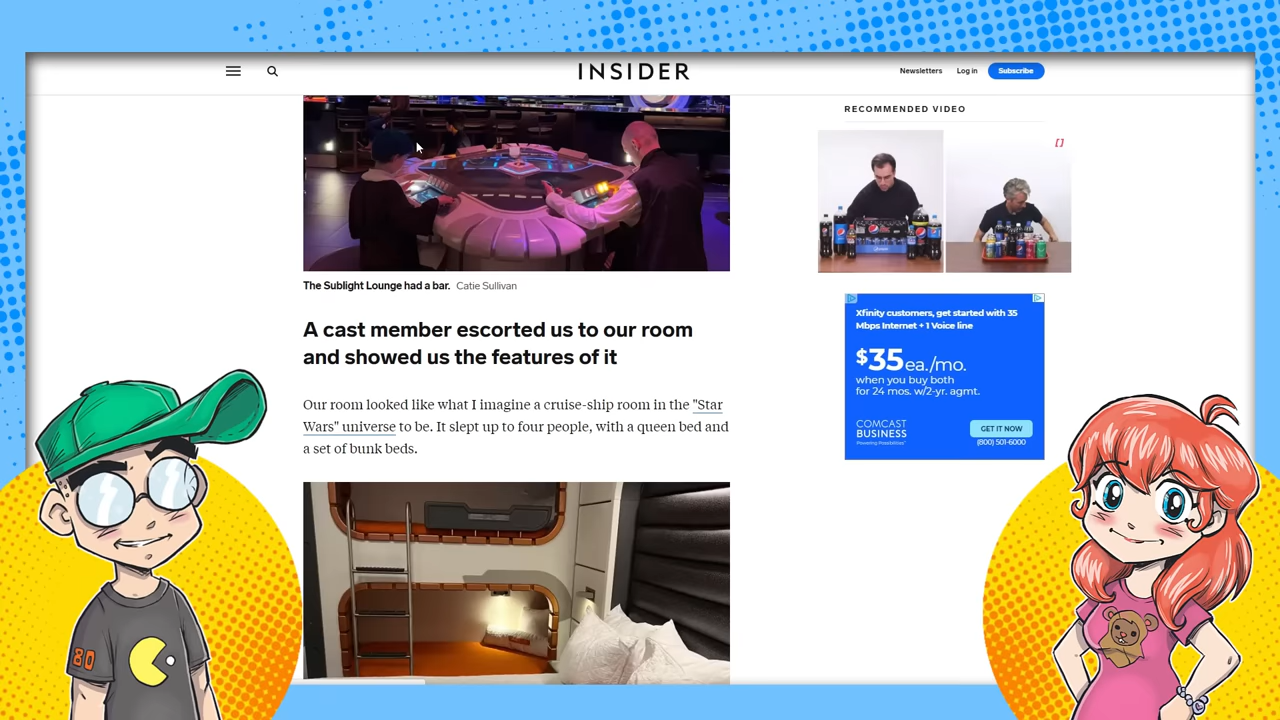 INSIDER
Newsletters Log in Subscribe
The Sublight Lounge had a bar. Catie Sullivan
A cast member escorted us to our room
and showed us the features of it
Our room looked like what I imagine a cruise-ship room in the "Star
Wars" universe to be. It slept up to four people, with a queen bed and
a set of bunk beds.
RECOMMENDED VIDEO
Xfinity customers, get started with 35
Mbps Internet + 1 Voice line
$35 ea./mo.
when you buy both
for 24 mos. w/2-yr. agmt.
COMCAST
BUSINESS
Powering Possibilities™
GET IT NOW
(800) 501-6000
80